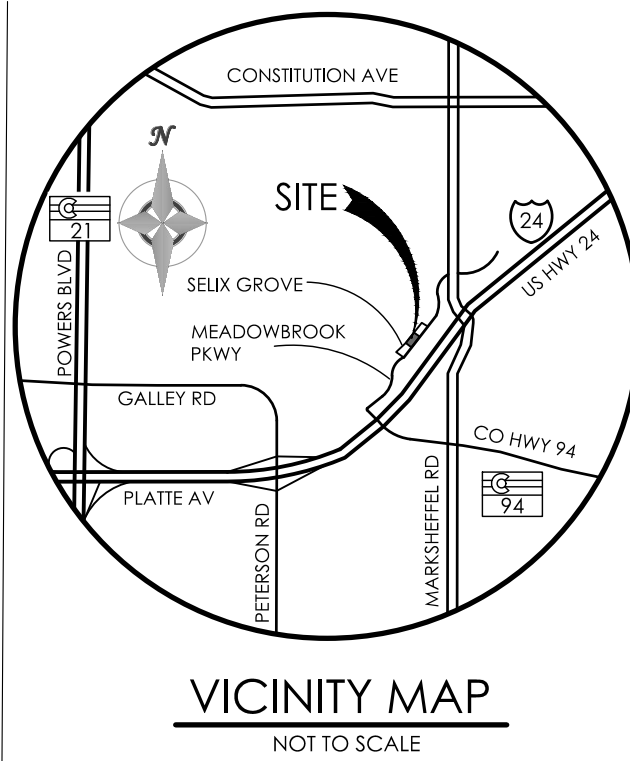 CONSTITUTION AVE
N
21
SITE
24
US HWY 24
POWERS BLVD
SELIX GROVE
MEADOWBROOK
PKWY
GALLEY RD
CO HWY 94
PLATTE AV
PETERSON RD
MARKSHEFFEL RD
94
VICINITY MAP
NOT TO SCALE